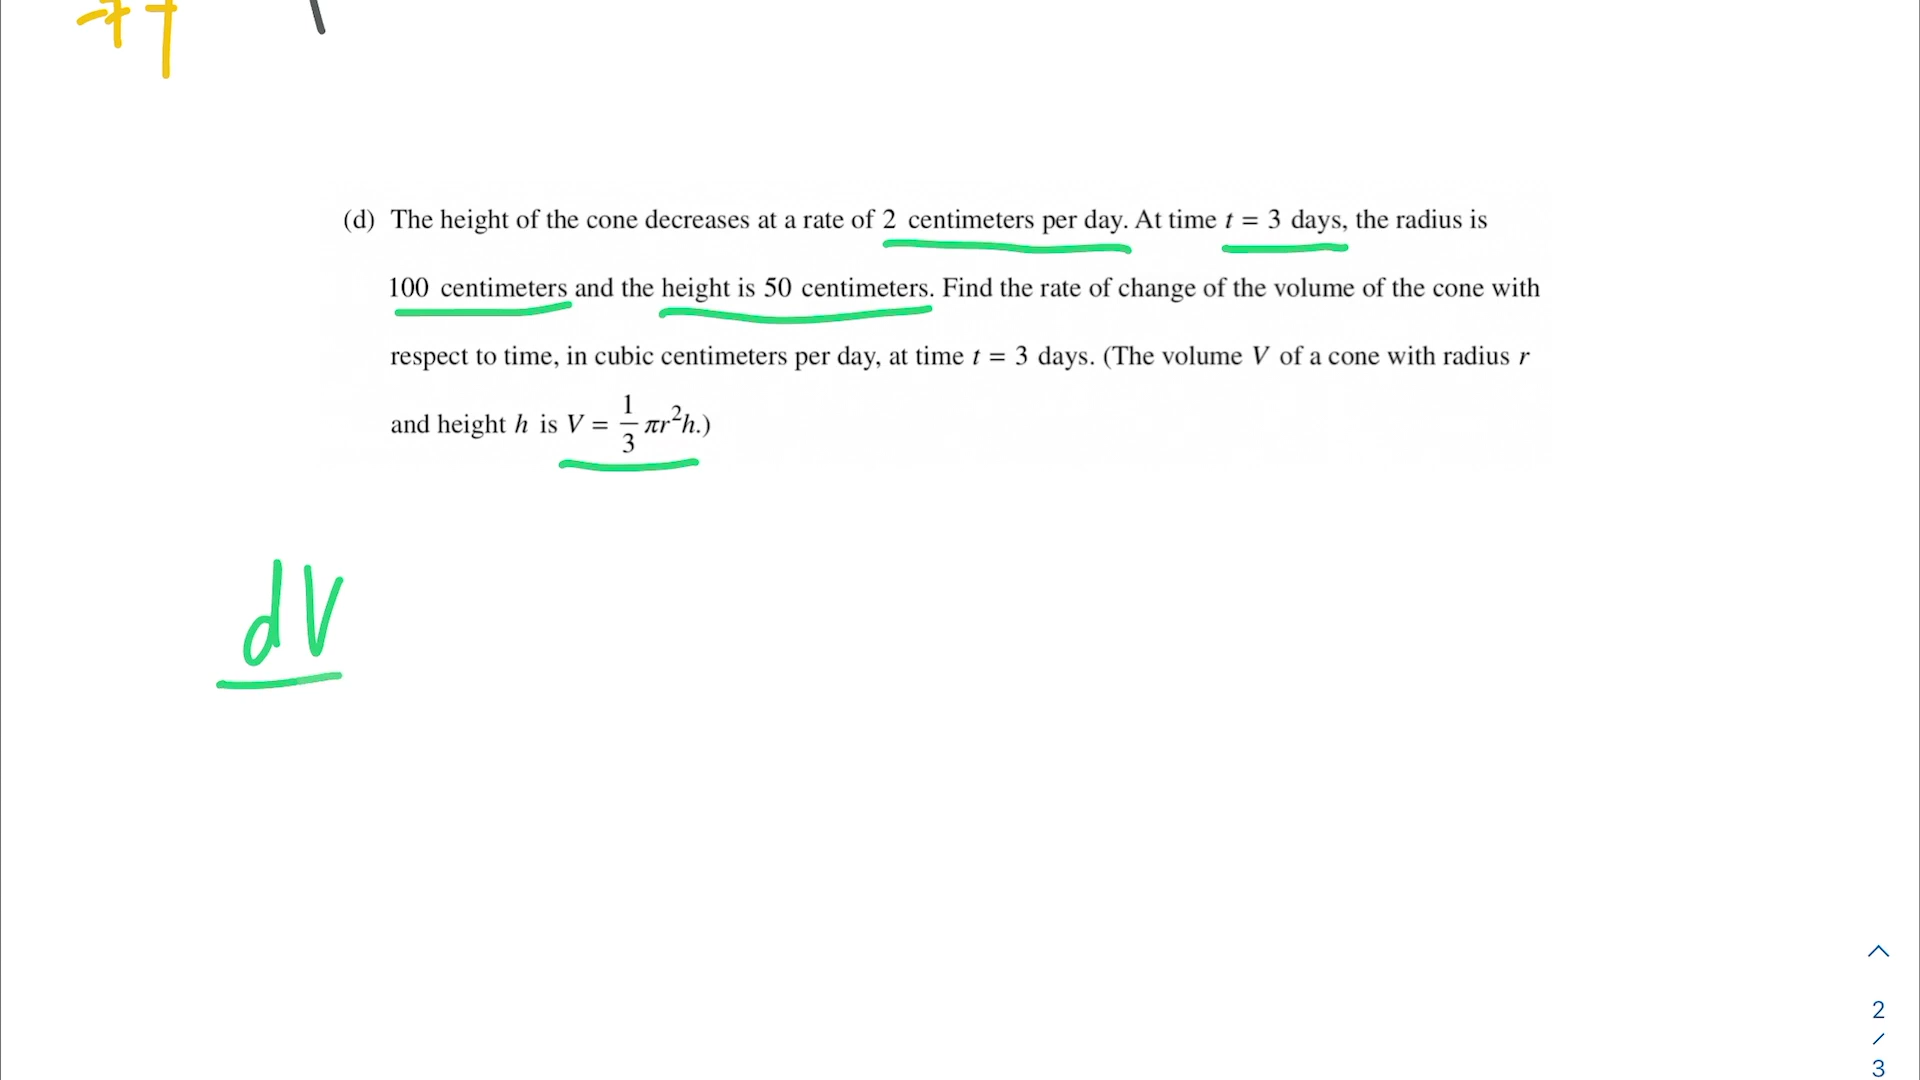 (d) The height of the cone decreases at a rate of 2 centimeters per day. At time t = 3 days, the radius is
100 centimeters and the height is 50 centimeters. Find the rate of change of the volume of the cone with
respect to time, in cubic centimeters per day, at time t = 3 days. (The volume V of a cone with radius r
and height h is V = 1/3 πr²h.)
dV
2
/
3